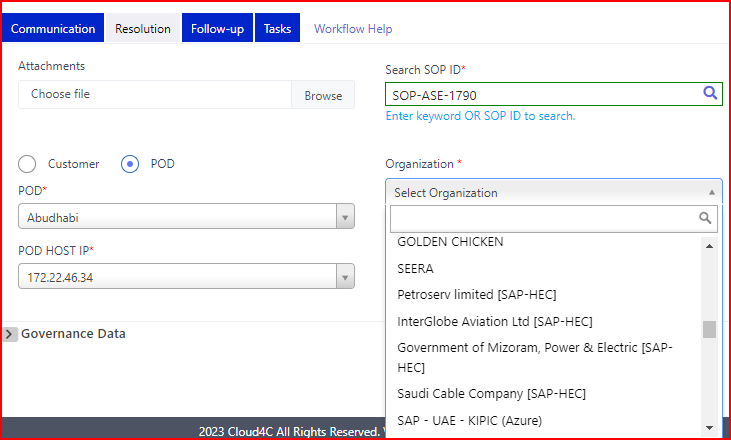 Communication
Resolution
Follow-up
Tasks
Workflow Help
Attachments
Choose file
Browse
Search SOP ID*
SOP-ASE-1790
Enter keyword OR SOP ID to search.
Customer
POD
POD*
Abudhabi
POD HOST IP*
172.22.46.34
Organization *
Select Organization
GOLDEN CHICKEN
SEERA
Petroserv limited [SAP-HEC]
InterGlobe Aviation Ltd [SAP-HEC]
Government of Mizoram, Power & Electric [SAP-
HEC]
Saudi Cable Company [SAP-HEC]
SAP - UAE - KIPIC (Azure)
Governance Data
2023 Cloud4C All Rights Reserved.